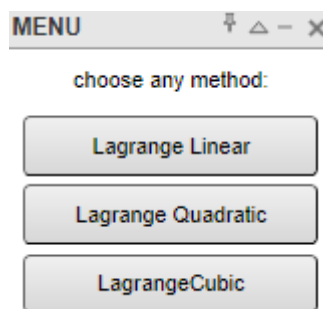 MENU
choose any method:
Lagrange Linear
Lagrange Quadratic
LagrangeCubic